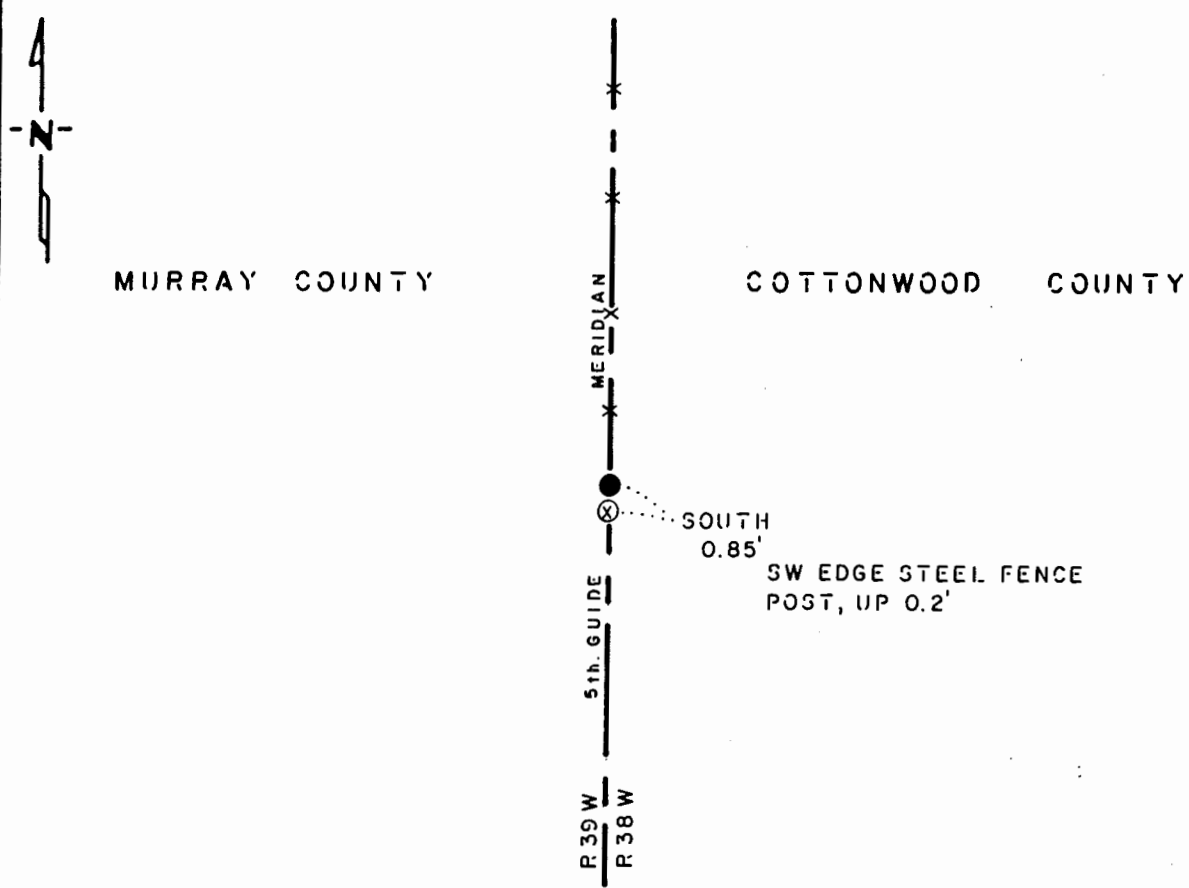 N
MURRAY COUNTY
COTTONWOOD COUNTY
MERIDIAN
SOUTH
0.85'
SW EDGE STEEL FENCE
POST, UP 0.2'
5th. GUIDE
R 39 W
R 38 W